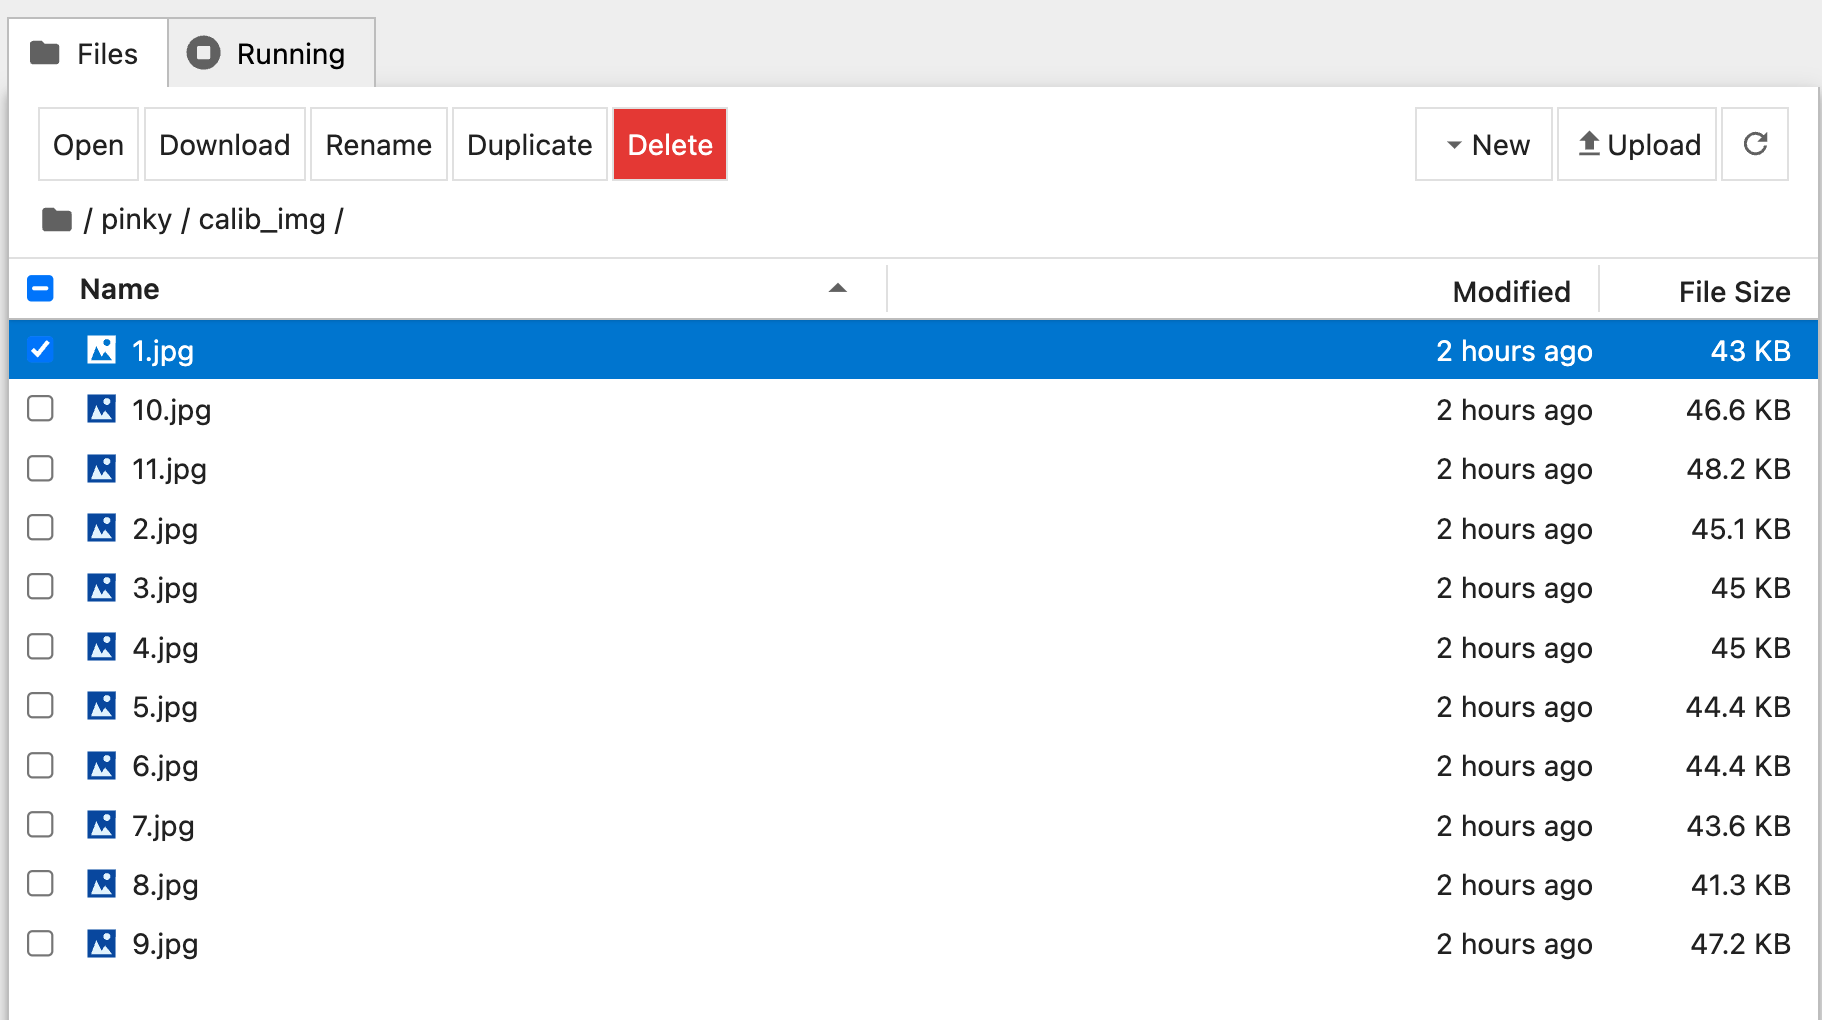 Files Running
Open Download Rename Duplicate Delete New Upload
/ pinky / calib_img /
Name Modified File Size
1.jpg 2 hours ago 43 KB
10.jpg 2 hours ago 46.6 KB
11.jpg 2 hours ago 48.2 KB
2.jpg 2 hours ago 45.1 KB
3.jpg 2 hours ago 45 KB
4.jpg 2 hours ago 45 KB
5.jpg 2 hours ago 44.4 KB
6.jpg 2 hours ago 44.4 KB
7.jpg 2 hours ago 43.6 KB
8.jpg 2 hours ago 41.3 KB
9.jpg 2 hours ago 47.2 KB